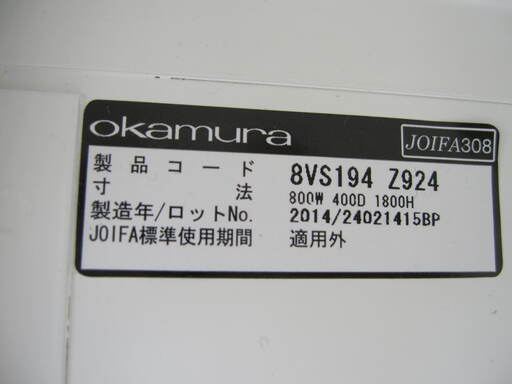 okamura
JOIFA308
製品コード 8VS194 Z924
寸法 800W 400D 1800H
製造年/ロットNo. 2014/24021415BP
JOIFA標準使用期間 適用外